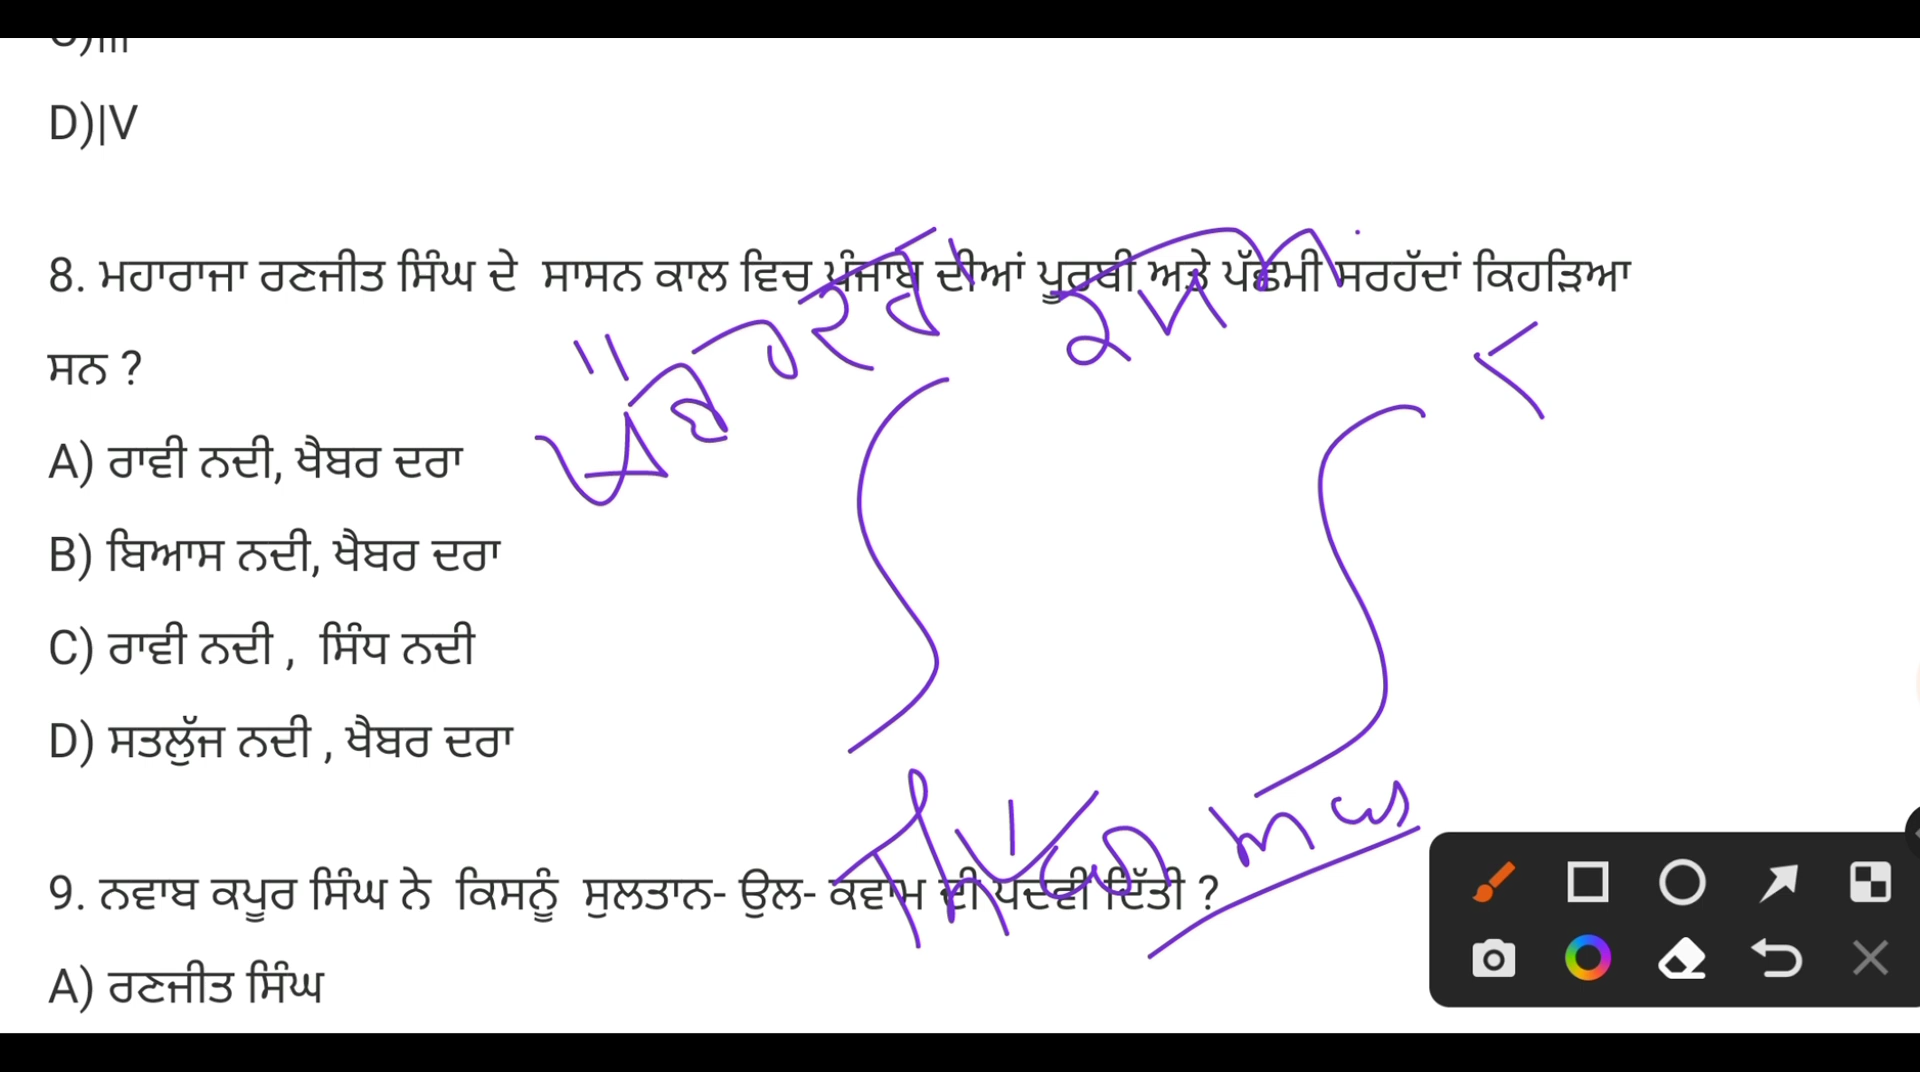 D)|V
8. ਮਹਾਰਾਜਾ ਰਣਜੀਤ ਸਿੰਘ ਦੇ ਸਾਸਨ ਕਾਲ ਵਿਚ ਪੰਜਾਬ ਦੀਆਂ ਪੂਰਬੀ ਅਤੇ ਪੱਛਮੀ ਸਰਹੱਦਾਂ ਕਿਹੜਿਆ
ਸਨ ?
A) ਰਾਵੀ ਨਦੀ, ਖੈਬਰ ਦਰਾ
B) ਬਿਆਸ ਨਦੀ, ਖੈਬਰ ਦਰਾ
C) ਰਾਵੀ ਨਦੀ , ਸਿੰਧ ਨਦੀ
D) ਸਤਲੁੱਜ ਨਦੀ , ਖੈਬਰ ਦਰਾ
9. ਨਵਾਬ ਕਪੂਰ ਸਿੰਘ ਨੇ ਕਿਸਨੂੰ ਸੁਲਤਾਨ- ਉਲ- ਕਵਾਮ ਦੀ ਪਦਵੀ ਦਿੱਤੀ ?
A) ਰਣਜੀਤ ਸਿੰਘ